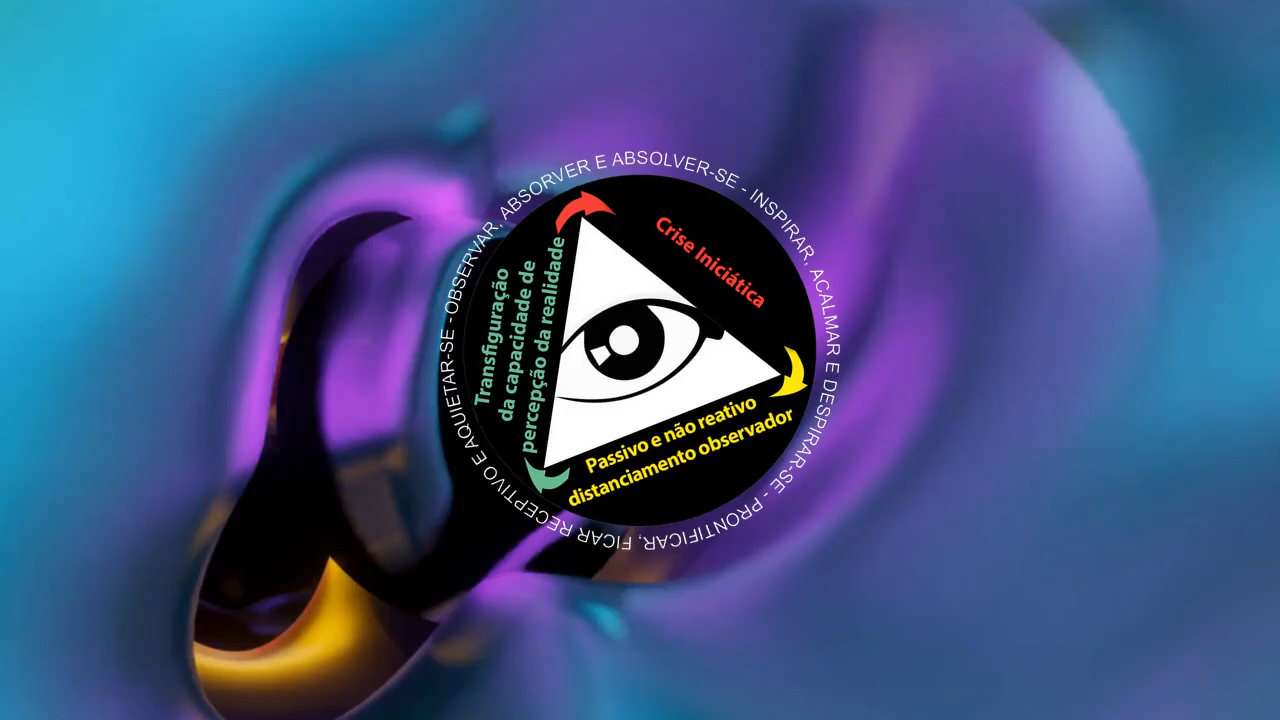 OBSERVAR, ABSORVER E ABSOLVER-SE - INSPIRAR, ACALMAR E DESPIRAR-SE - PRONTIFICAR, FICAR RECEPTIVO E AQUIETAR-SE -
Crise Iniciática
Passivo e não reativo
distanciamento observador
Transfiguração
da capacidade de
percepção da realidade